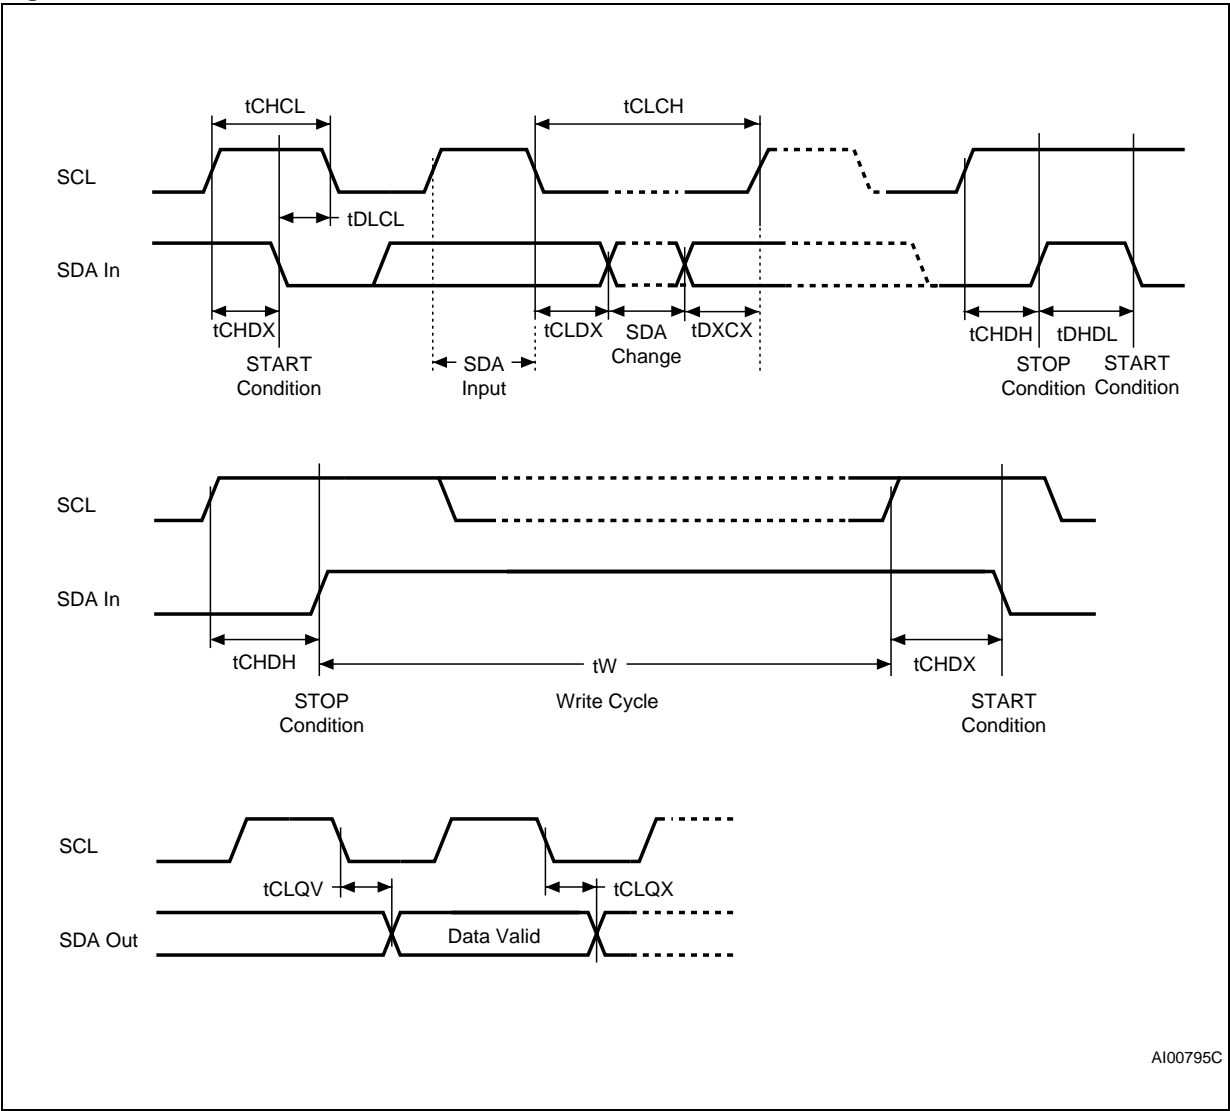 tCHCL
tCLCH
SCL
tDLCL
SDA In
tCHDX
tCLDX
SDA
Change
tDXCX
tCHDH
tDHDL
START
Condition
SDA
Input
STOP
Condition
START
Condition
SCL
SDA In
tCHDH
tW
tCHDX
STOP
Condition
Write Cycle
START
Condition
SCL
tCLQV
tCLQX
SDA Out
Data Valid
AI00795C